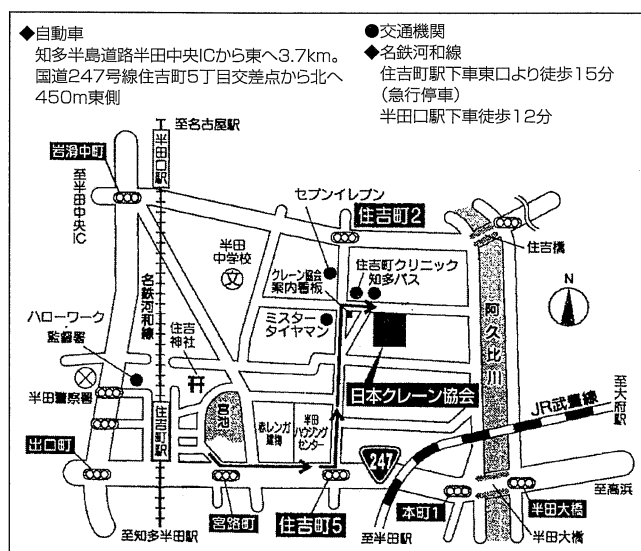 ◆自動車
知多半島道路半田中央ICから東へ3.7km。
国道247号線住吉町5丁目交差点から北へ
450m東側
●交通機関
◆名鉄河和線
住吉町駅下車東口より徒歩15分
(急行停車)
半田口駅下車徒歩12分
至名古屋駅
岩滑中町
半田口駅
至半田中央IC
セブンイレブン
住吉町2
住吉橋
半田
中学校
文
クレーン協会
案内看板
住吉町クリニック
知多バス
N
名鉄河和線
ミスター
タイヤマン
阿久比川
ハローワーク・
監督署
住吉
神社
日本クレーン協会
至大府駅
JR武豊線
半田警察署
住吉町駅
宮池
赤レンガ
建物
半田
ハウジング
センター
247
出口町
宮路町
住吉町5
本町1
半田大橋
至高浜
至知多半田駅
至半田駅
半田大橋